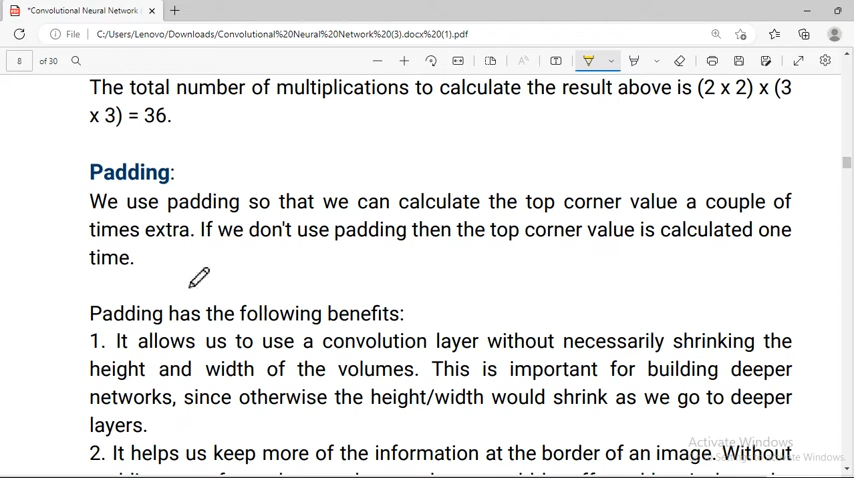 *Convolutional Neural Network
File C:/Users/Lenovo/Downloads/Convolutional%20Neural%20Network%20(3).docx%20(1).pdf
8 of 30
The total number of multiplications to calculate the result above is (2 x 2) x (3
x 3) = 36.
Padding:
We use padding so that we can calculate the top corner value a couple of
times extra. If we don't use padding then the top corner value is calculated one
time.
Padding has the following benefits:
1. It allows us to use a convolution layer without necessarily shrinking the
height and width of the volumes. This is important for building deeper
networks, since otherwise the height/width would shrink as we go to deeper
layers.
2. It helps us keep more of the information at the border of an image. Without
Activate Windows
Windows.